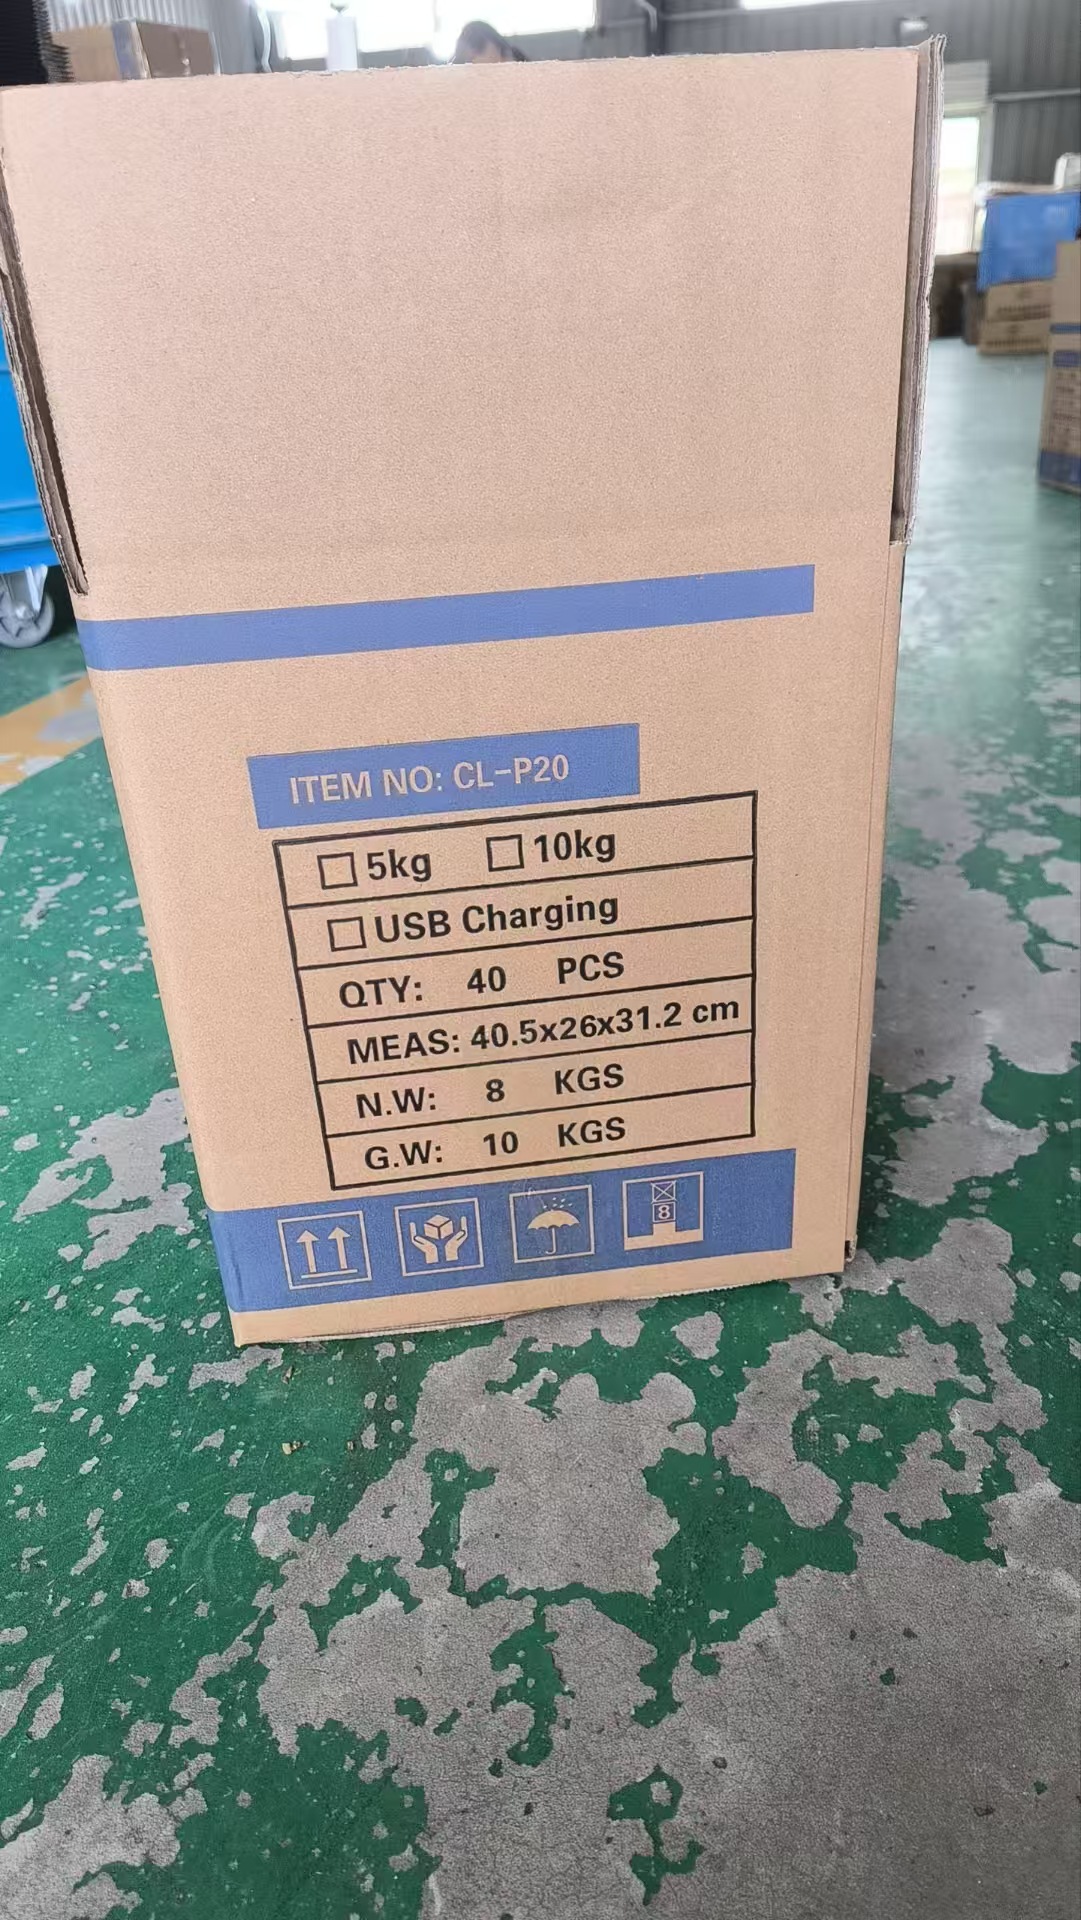 ITEM NO: CL-P20
□ 5kg □ 10kg
□ USB Charging
QTY: 40 PCS
MEAS: 40.5x26x31.2 cm
N.W: 8 KGS
G.W: 10 KGS
8